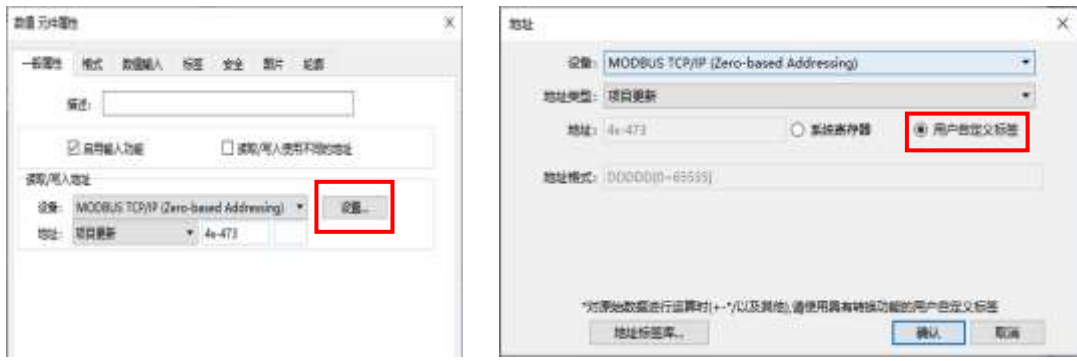 数值 元件属性
一般属性 格式 数值输入 标签 安全 图片 轮廓
描述:
启用输入功能 读取/写入使用不同的地址
读取/写入地址
设备: MODBUS TCP/IP (Zero-based Addressing) 设置...
地址: 项目更新 4x-473
地址
设备: MODBUS TCP/IP (Zero-based Addressing)
地址类型: 项目更新
地址: 4x-473 系统寄存器 用户自定义标签
地址格式: DDDDD(0~65535)
*对原始数据进行运算时(+-*/以及其他),请使用具有转换功能的用户自定义标签
地址标签库... 确认 取消